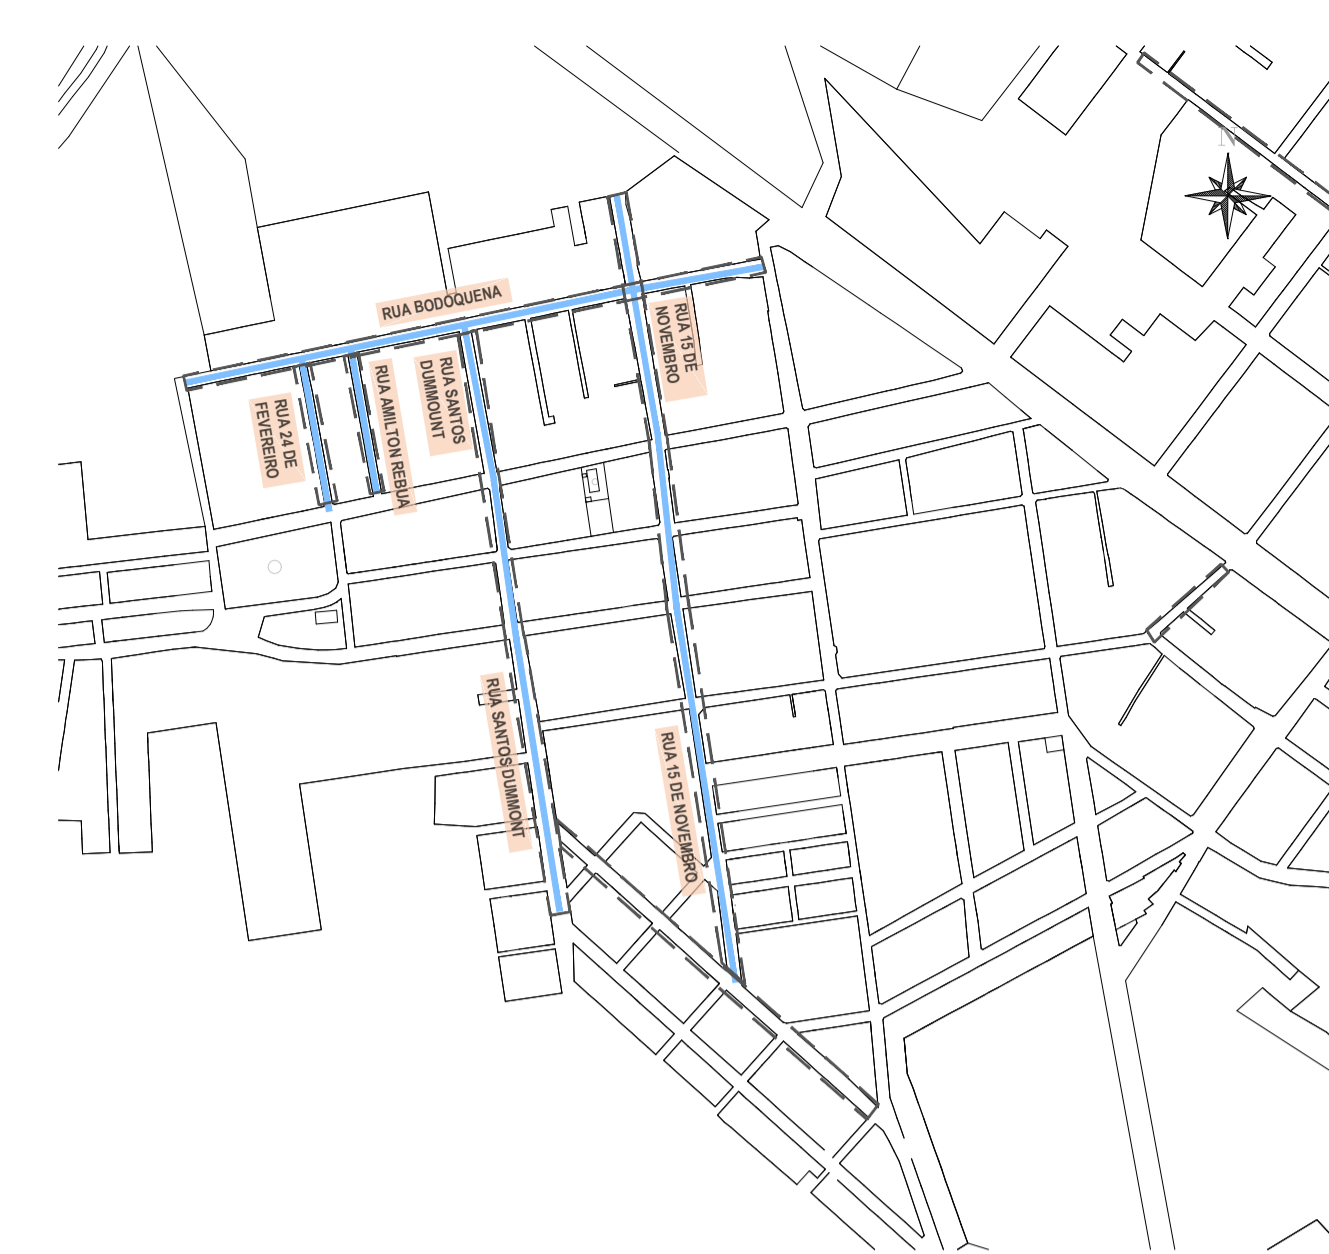 N
RUA BODOQUENA
RUA 15 DE
NOVEMBRO
RUA SANTOS
DUMMOUNT
RUA AMILTON REBUA
RUA 24 DE
FEVEREIRO
RUA SANTOS DUMMONT
RUA 15 DE NOVEMBRO